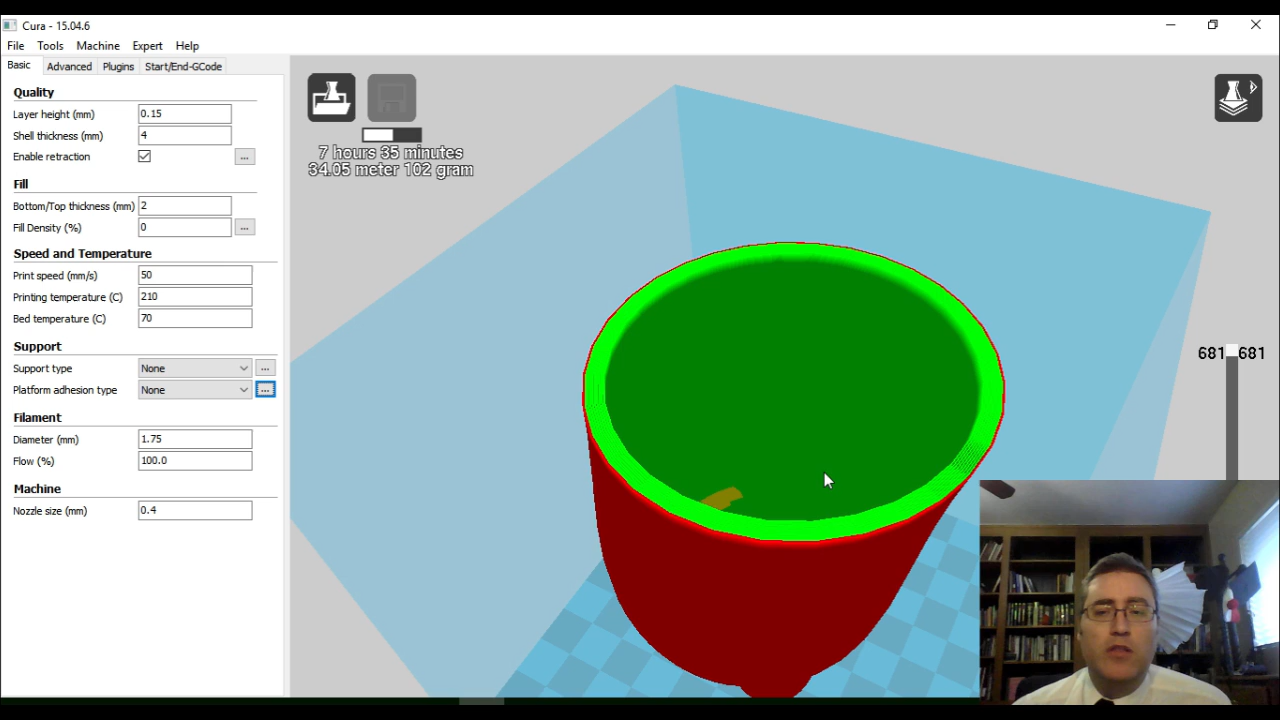 Cura - 15.04.6
File Tools Machine Expert Help
Basic Advanced Plugins Start/End-GCode
Quality
Layer height (mm) 0.15
Shell thickness (mm) 4
Enable retraction ...
Fill
Bottom/Top thickness (mm) 2
Fill Density (%) 0 ...
Speed and Temperature
Print speed (mm/s) 50
Printing temperature (C) 210
Bed temperature (C) 70
Support
Support type None ...
Platform adhesion type None ...
Filament
Diameter (mm) 1.75
Flow (%) 100.0
Machine
Nozzle size (mm) 0.4
7 hours 35 minutes
34.05 meter 102 gram
681 681